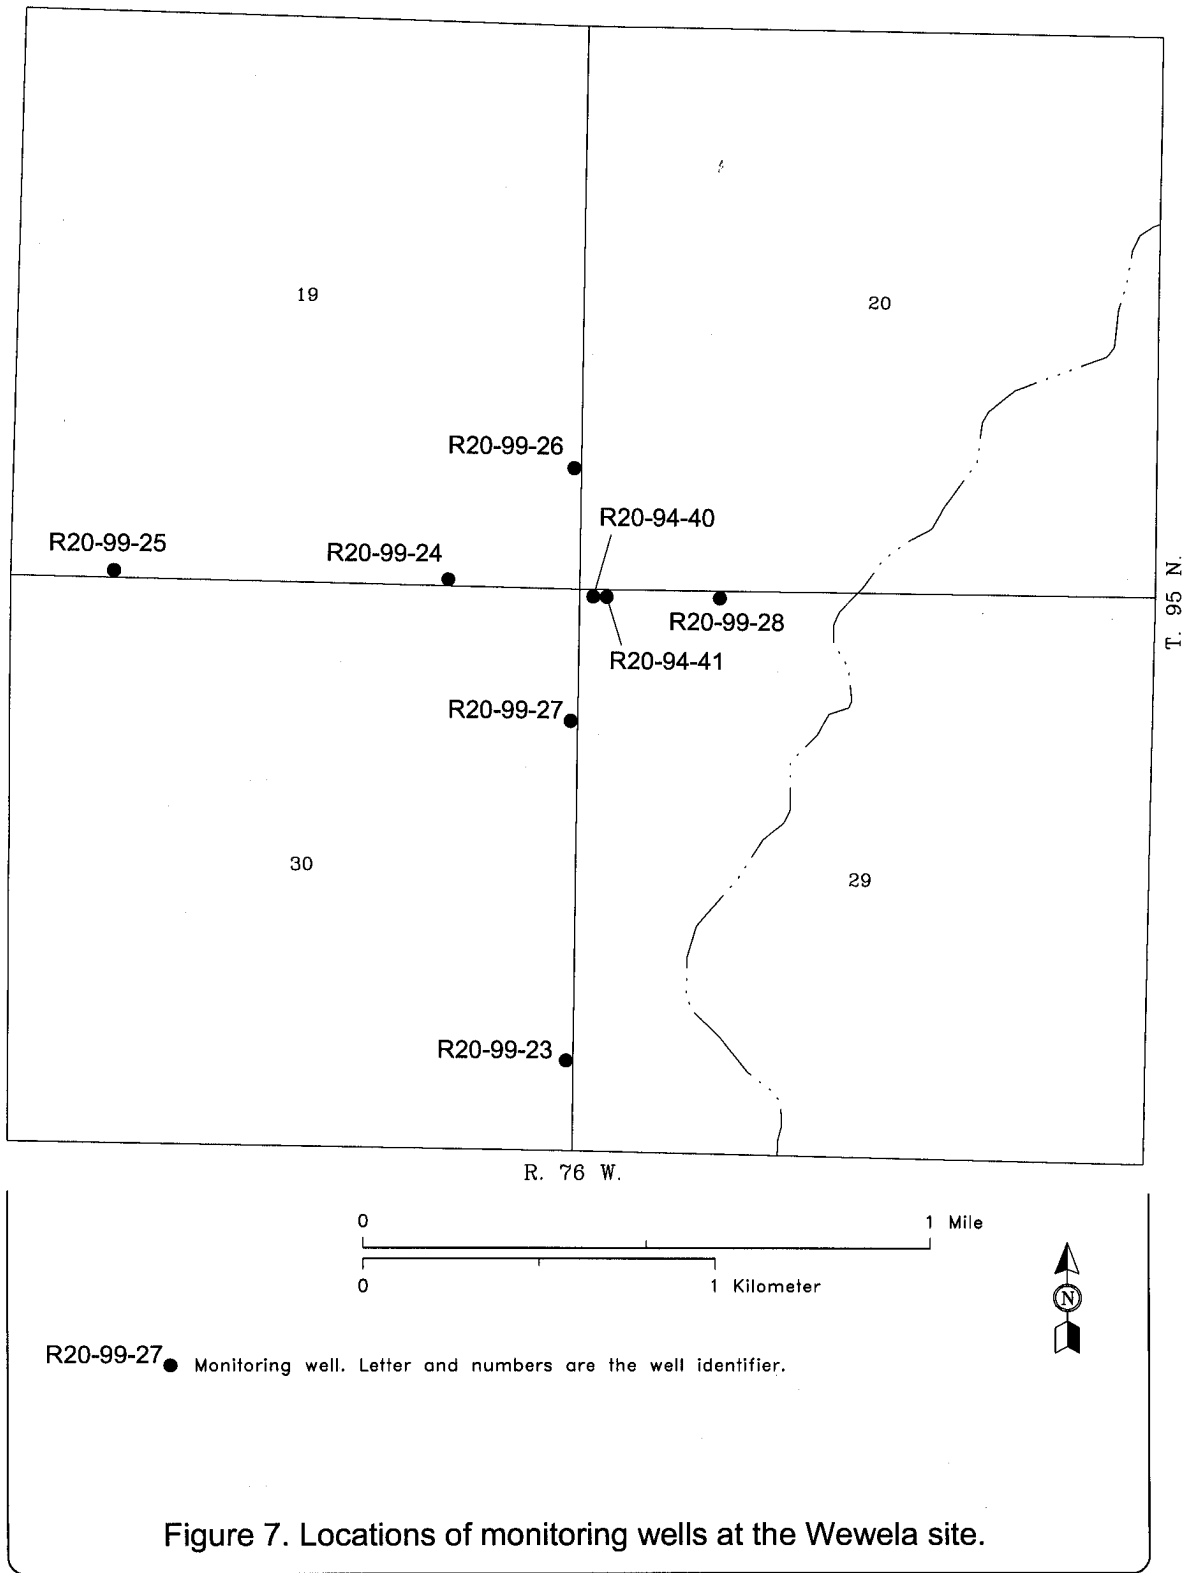 19
20
R20-99-26
R20-94-40
R20-99-25
R20-99-24
T. 95 N.
R20-99-28
R20-94-41
R20-99-27
30
29
R20-99-23
R. 76 W.
0 1 Mile
0 1 Kilometer
N
R20-99-27 Monitoring well. Letter and numbers are the well identifier.
Figure 7. Locations of monitoring wells at the Wewela site.